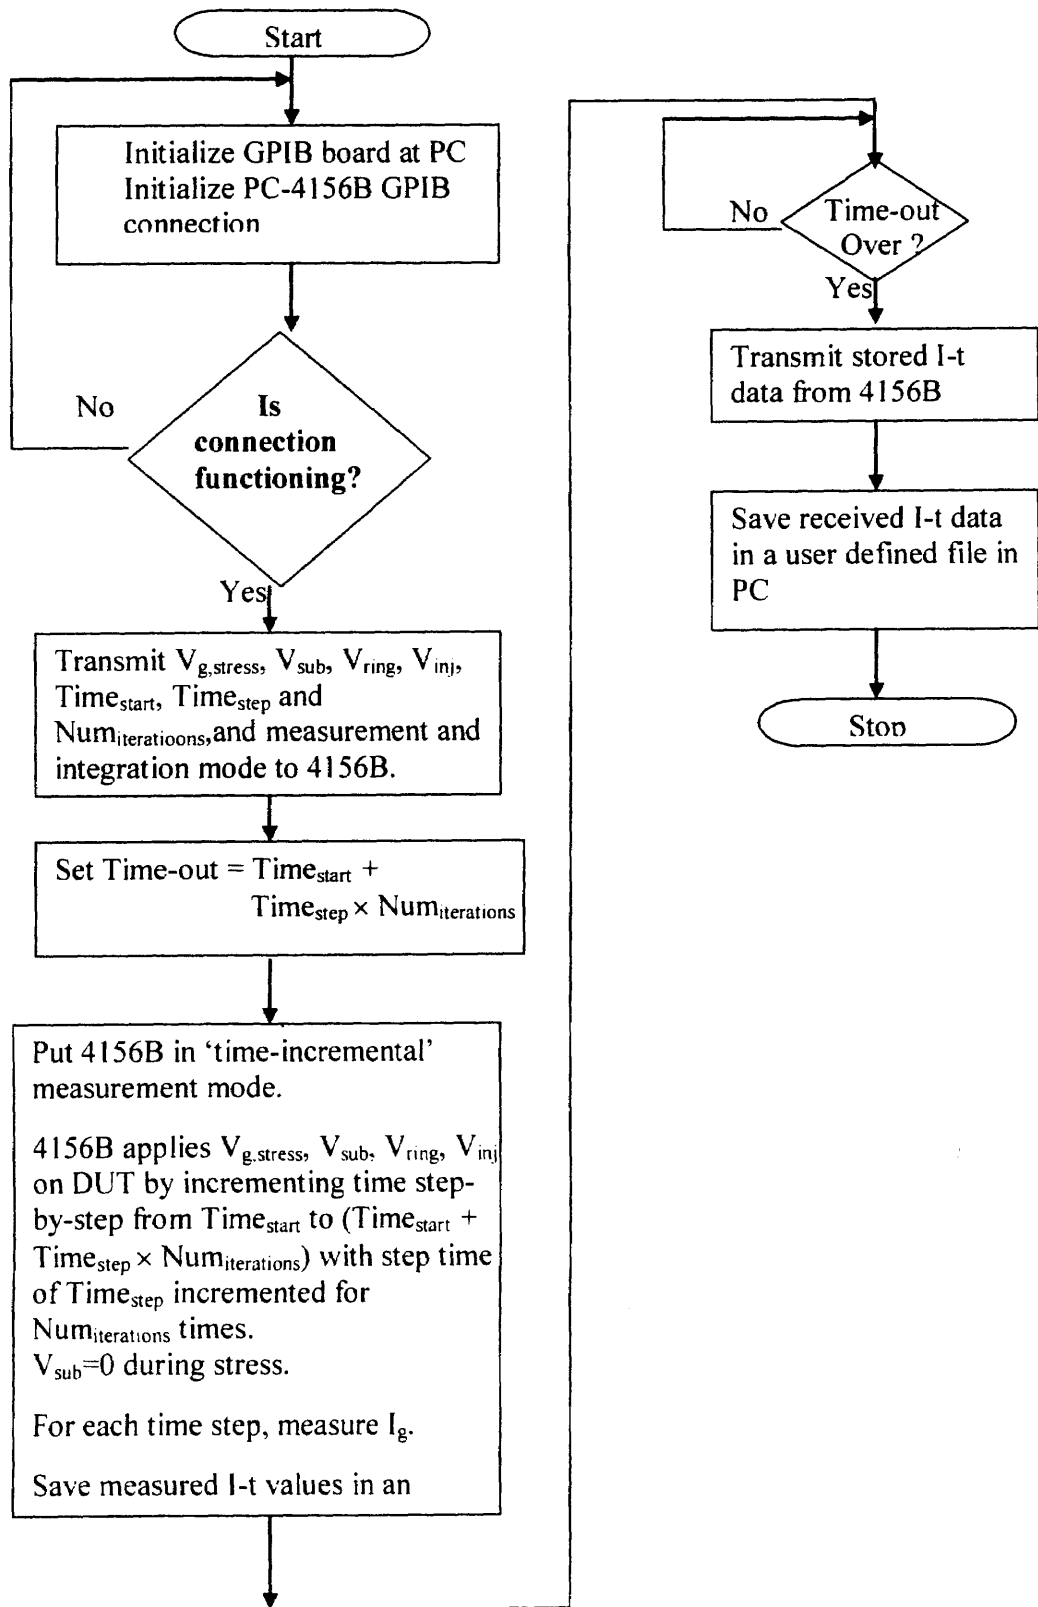 Start
Initialize GPIB board at PC
Initialize PC-4156B GPIB
connection
No
Is
connection
functioning?
Yes
Transmit Vg,stress, Vsub, Vring, Vinj,
Timestart, Timestep and
Numiteratioons,and measurement and
integration mode to 4156B.
Set Time-out = Timestart +
Timestep × Numiterations
Put 4156B in ‘time-incremental’
measurement mode.
4156B applies Vg.stress, Vsub, Vring, Vinj
on DUT by incrementing time step-
by-step from Timestart to (Timestart +
Timestep × Numiterations) with step time
of Timestep incremented for
Numiterations times.
Vsub=0 during stress.
For each time step, measure Ig.
Save measured I-t values in an
No
Time-out
Over ?
Yes
Transmit stored I-t
data from 4156B
Save received I-t data
in a user defined file in
PC
Stop